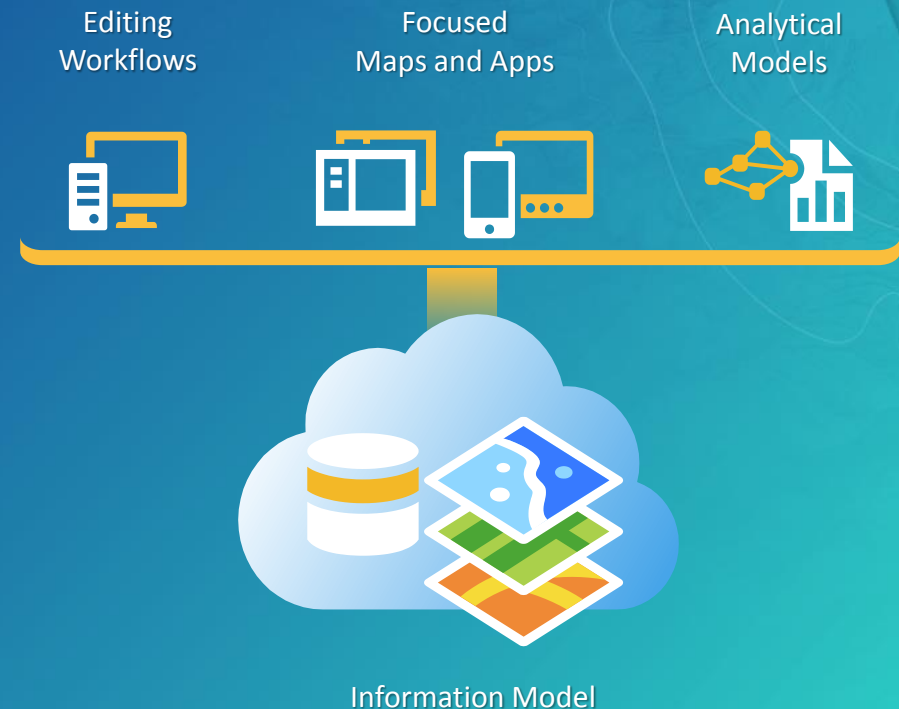 Editing
Workflows
Focused
Maps and Apps
Analytical
Models
Information Model